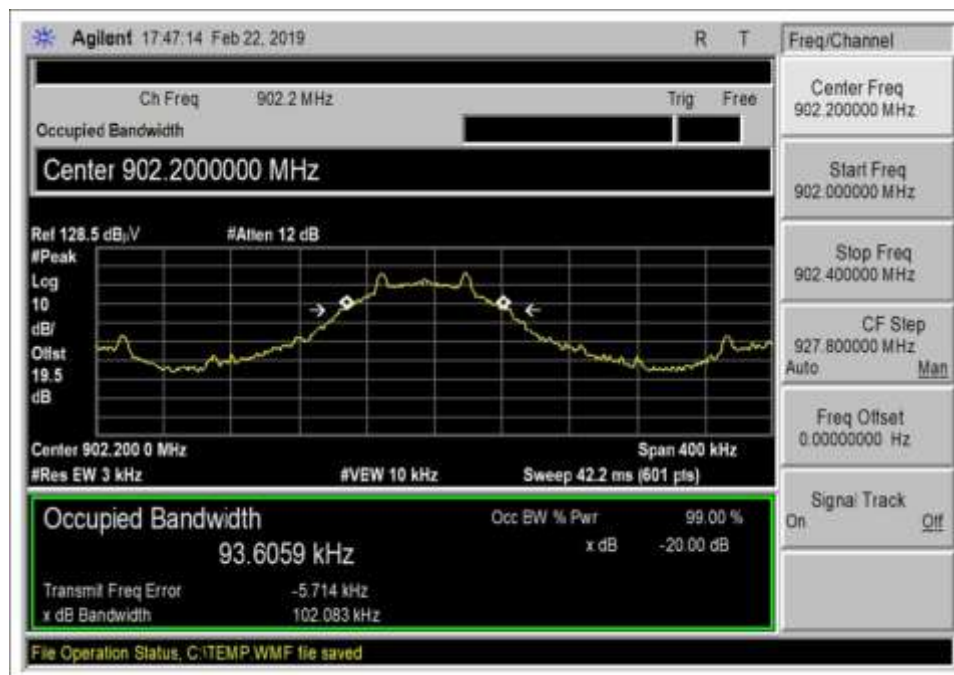 Agilent 17:47:14 Feb 22, 2019 R T
Freq/Channel
Ch Freq 902.2 MHz Trig Free
Occupied Bandwidth
Center 902.2000000 MHz
Ref 128.5 dBµV #Atten 12 dB
#Peak
Log
10
dB/
Offst
19.5
dB
Center 902.200 0 MHz Span 400 kHz
#Res BW 3 kHz #VBW 10 kHz Sweep 42.2 ms (601 pts)
Occupied Bandwidth
93.6059 kHz
Occ BW % Pwr 99.00 %
x dB -20.00 dB
Transmit Freq Error -5.714 kHz
x dB Bandwidth 102.083 kHz
File Operation Status, C:\TEMP.WMF file saved
Center Freq
902.200000 MHz
Start Freq
902.000000 MHz
Stop Freq
902.400000 MHz
CF Step
927.800000 MHz
Auto Man
Freq Offset
0.00000000 Hz
Signal Track
On Off